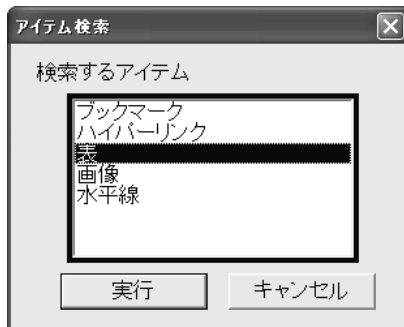 アイテム検索
検索するアイテム
ブックマーク
ハイパーリンク
表
画像
水平線
実行
キャンセル